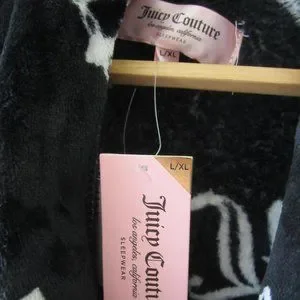 Juicy Couture
los angeles, california
SLEEPWEAR
L/XL
L/XL
Juicy Couture
los angeles, california
SLEEPWEAR